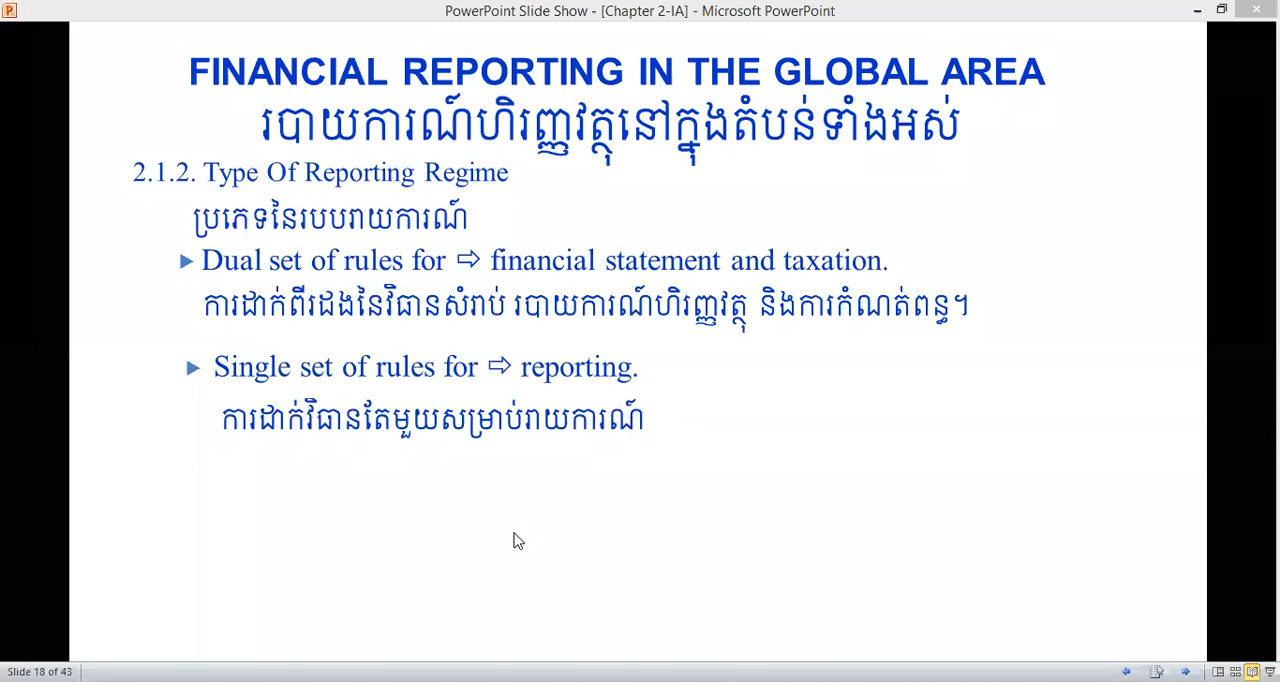 PowerPoint Slide Show - [Chapter 2-IA] - Microsoft PowerPoint
FINANCIAL REPORTING IN THE GLOBAL AREA
របាយការណ៍ហិរញ្ញវត្ថុនៅក្នុងតំបន់ទាំងអស់
2.1.2. Type Of Reporting Regime
ប្រភេទនៃរបបរាយការណ៍
Dual set of rules for ⇨ financial statement and taxation.
ការដាក់ពីរដងនៃវិធានសំរាប់ របាយការណ៍ហិរញ្ញវត្ថុ និងការកំណត់ពន្ធ។
Single set of rules for ⇨ reporting.
ការដាក់វិធានតែមួយសម្រាប់រាយការណ៍
Slide 18 of 43